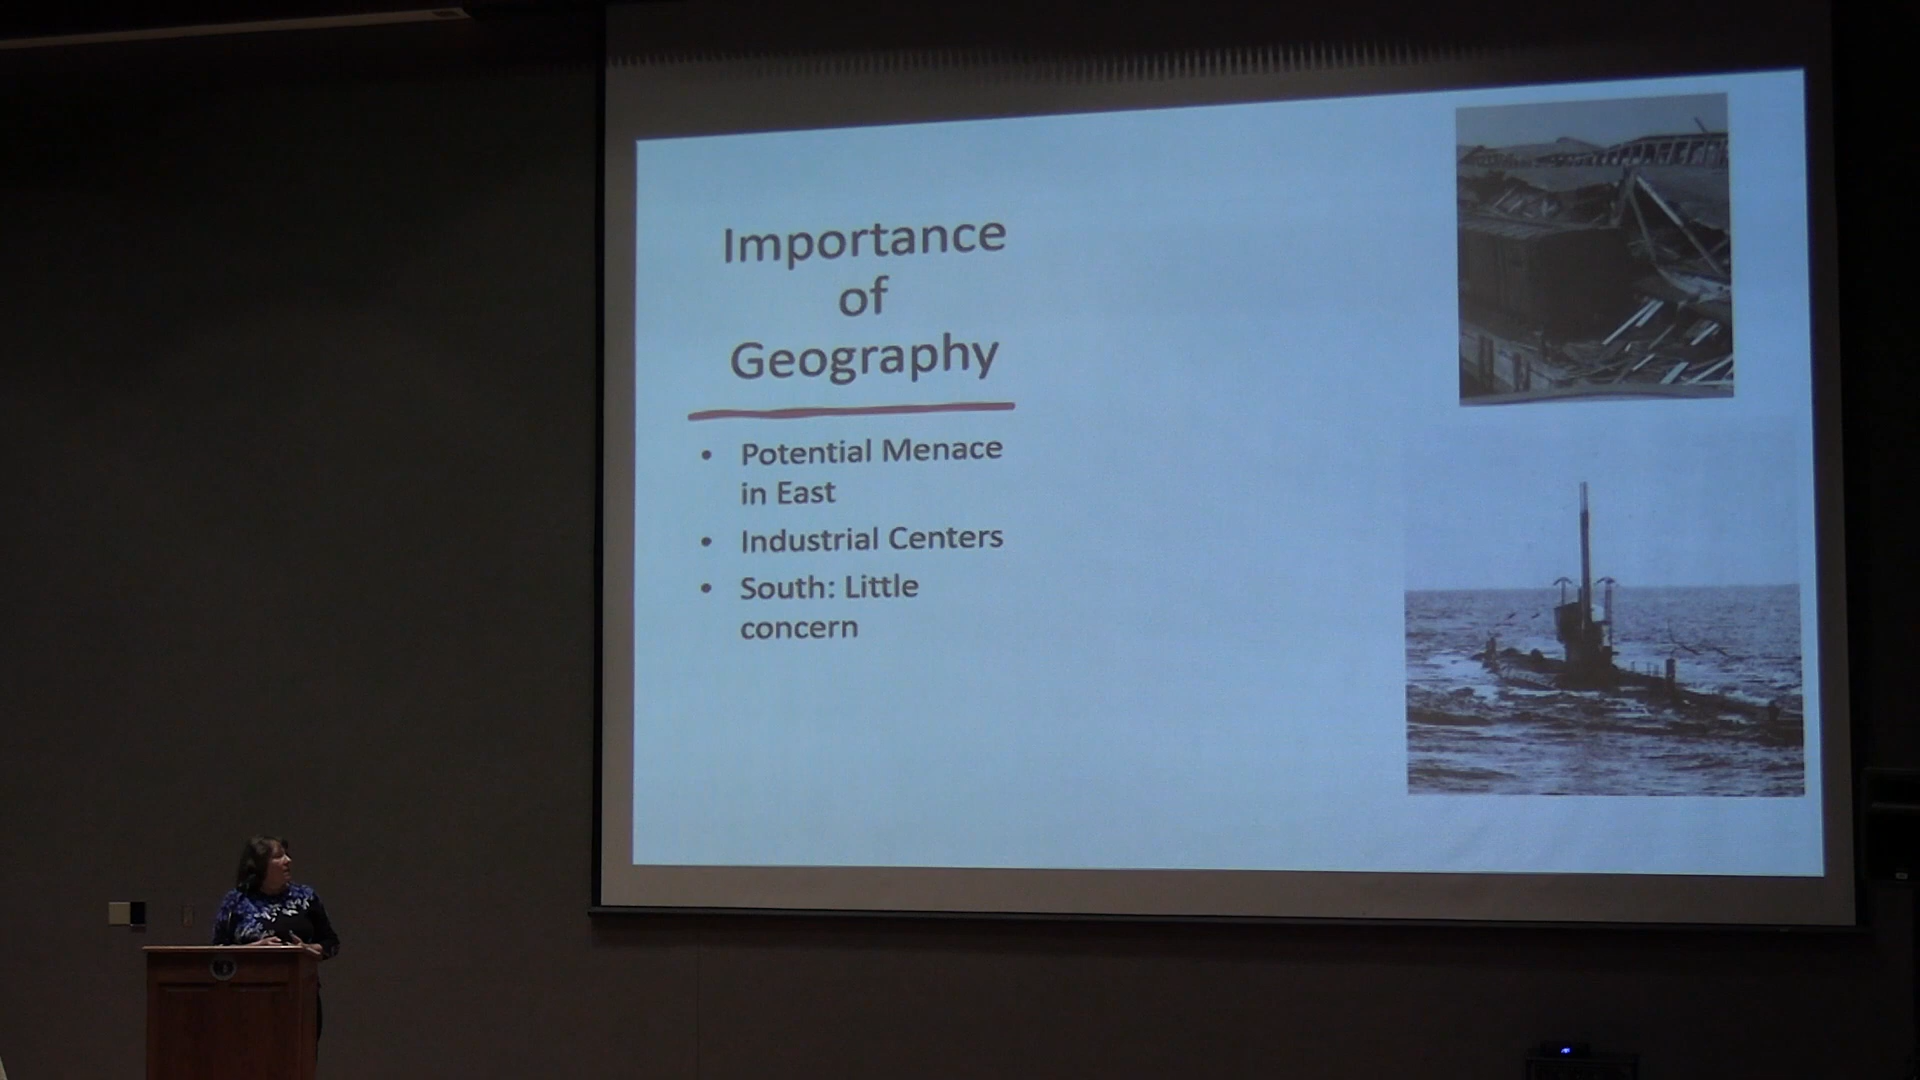 Importance
of
Geography
• Potential Menace
in East
• Industrial Centers
• South: Little
concern